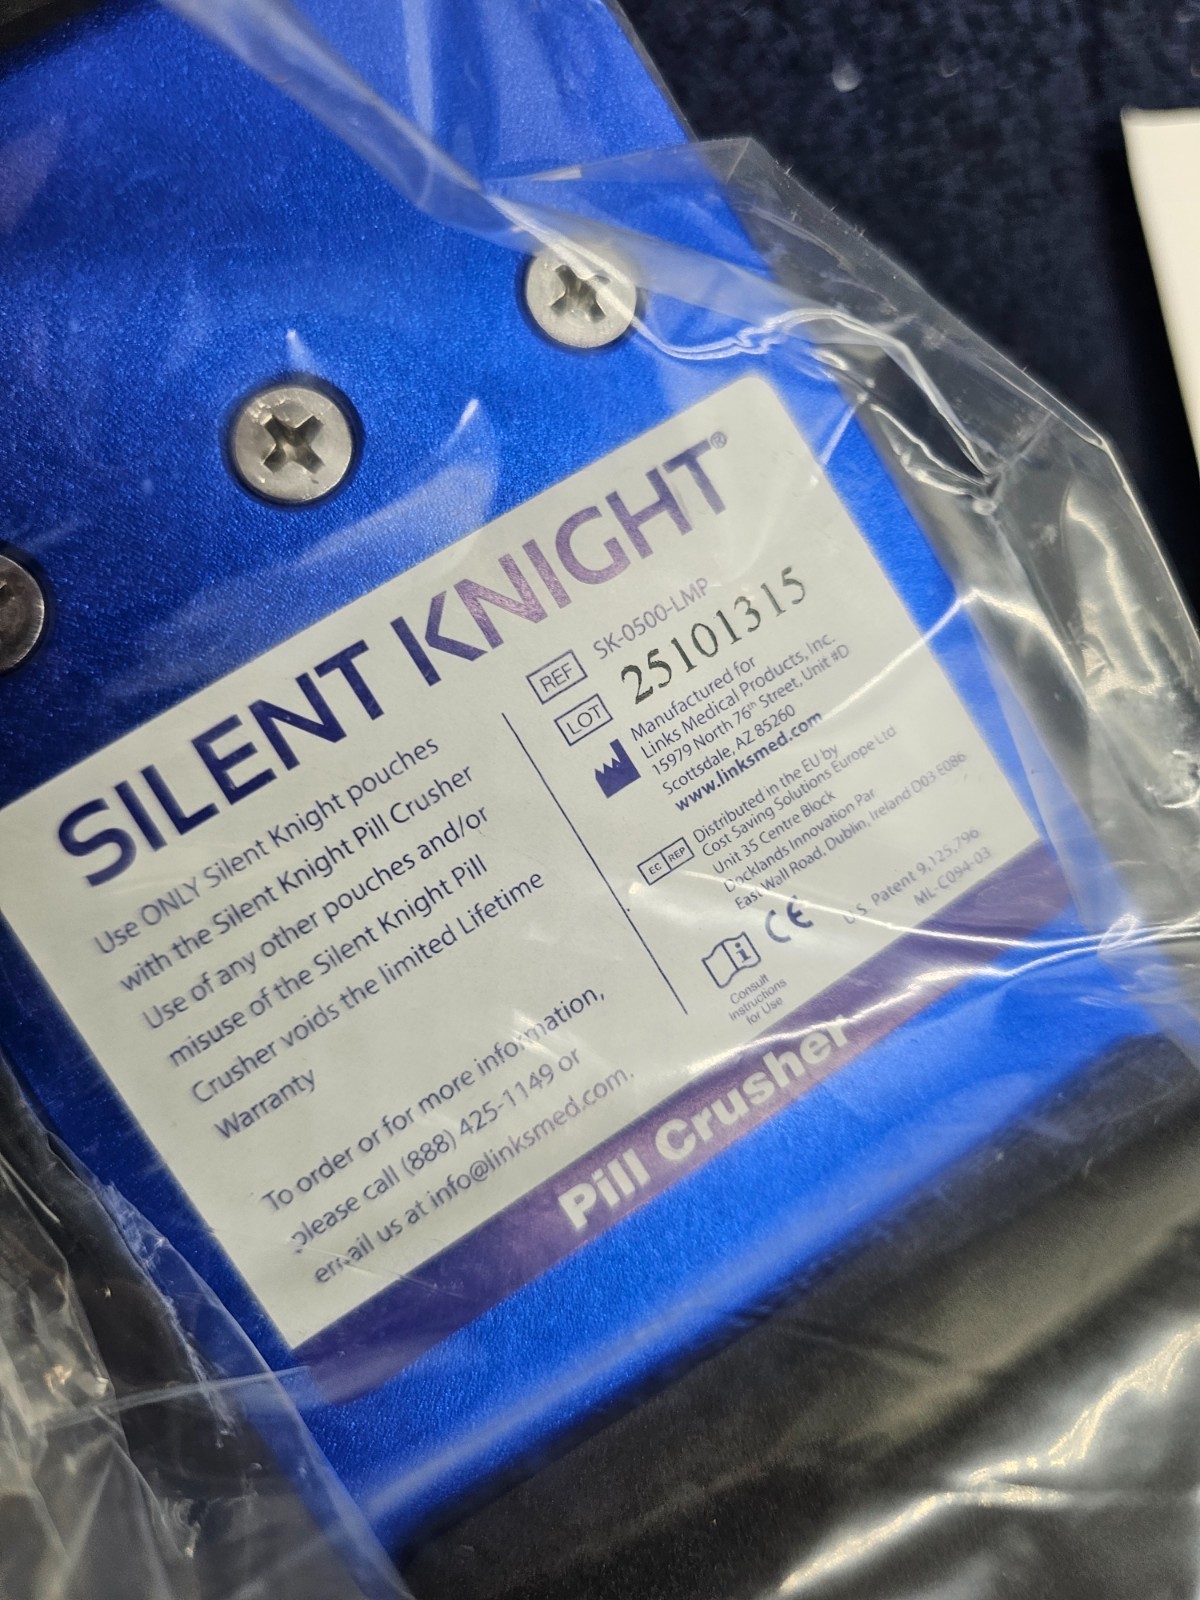 SILENT KNIGHT®
Use ONLY Silent Knight pouches
with the Silent Knight Pill Crusher
Use of any other pouches and/or
misuse of the Silent Knight Pill
Crusher voids the limited Lifetime
Warranty
To order or for more information,
please call (888) 425-1149 or
email us at info@linksmed.com.
REF SK-0500-LMP
LOT 25101315
Manufactured for
Links Medical Products, Inc.
15979 North 76th Street, Unit #D
Scottsdale, AZ 85260
www.linksmed.com
EC REP
Distributed in the EU by
Cost Saving Solutions Europe Ltd
Unit 35 Centre Block
Docklands Innovation Par
East Wall Road, Dublin, Ireland D03 E086
CE
i
Consult
Instructions
for Use
U.S. Patent 9,125,796
ML-C094-03
Pill Crusher